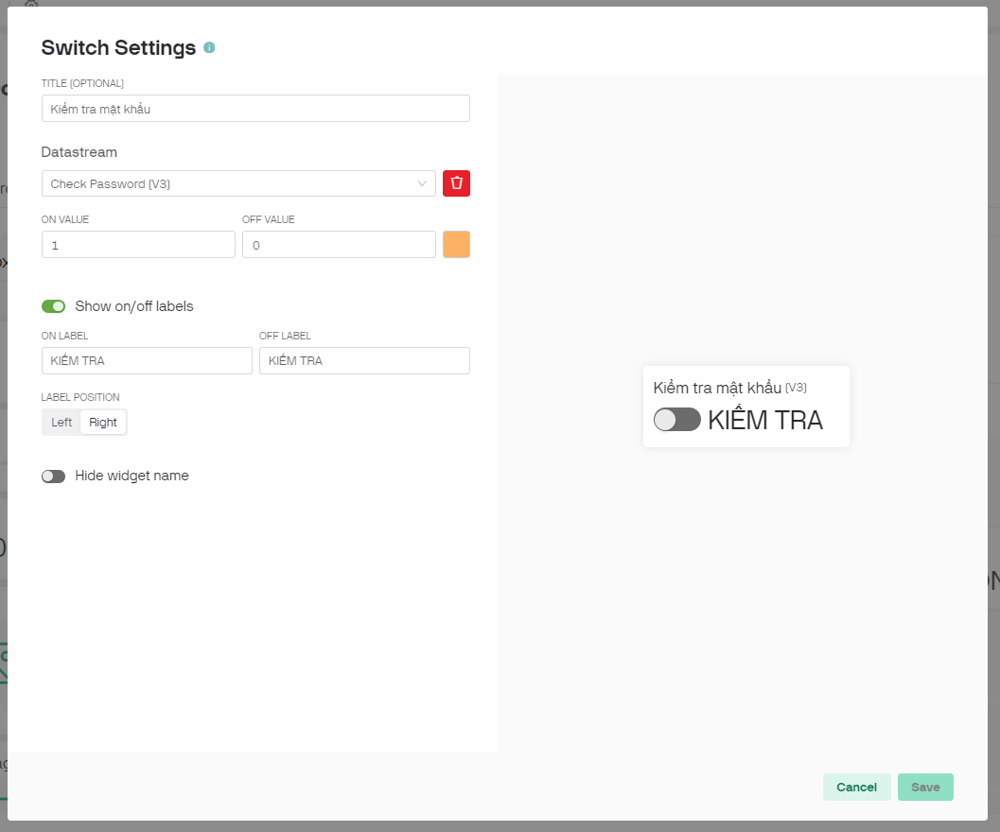 Switch Settings
TITLE (OPTIONAL)
Kiểm tra mật khẩu
Datastream
Check Password (V3)
ON VALUE OFF VALUE
1 0
Show on/off labels
ON LABEL OFF LABEL
KIỂM TRA KIỂM TRA
LABEL POSITION
Left Right
Hide widget name
Kiểm tra mật khẩu (V3)
KIỂM TRA
Cancel Save